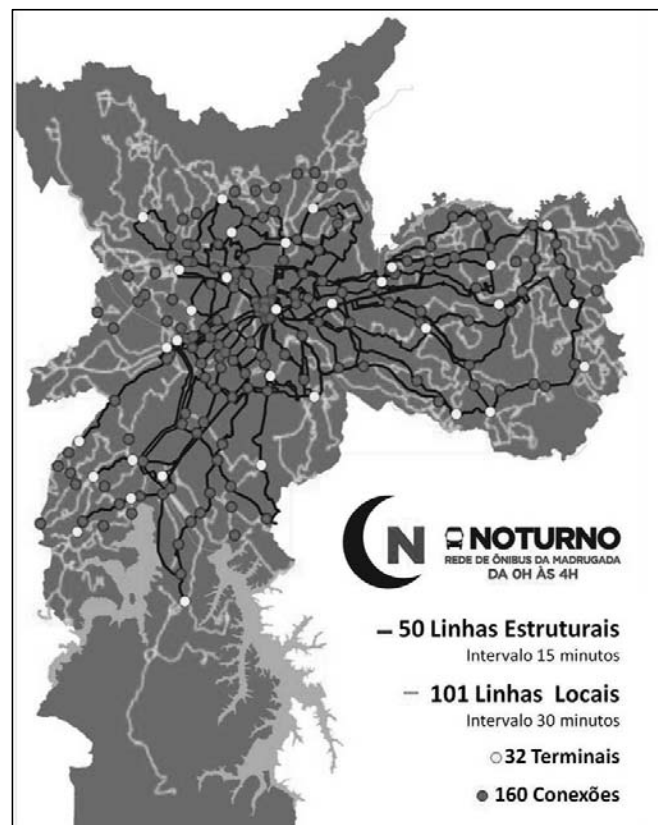 N NOTURNO
REDE DE ÔNIBUS DA MADRUGADA
DA 0H ÀS 4H
50 Linhas Estruturais
Intervalo 15 minutos
101 Linhas Locais
Intervalo 30 minutos
32 Terminais
160 Conexões